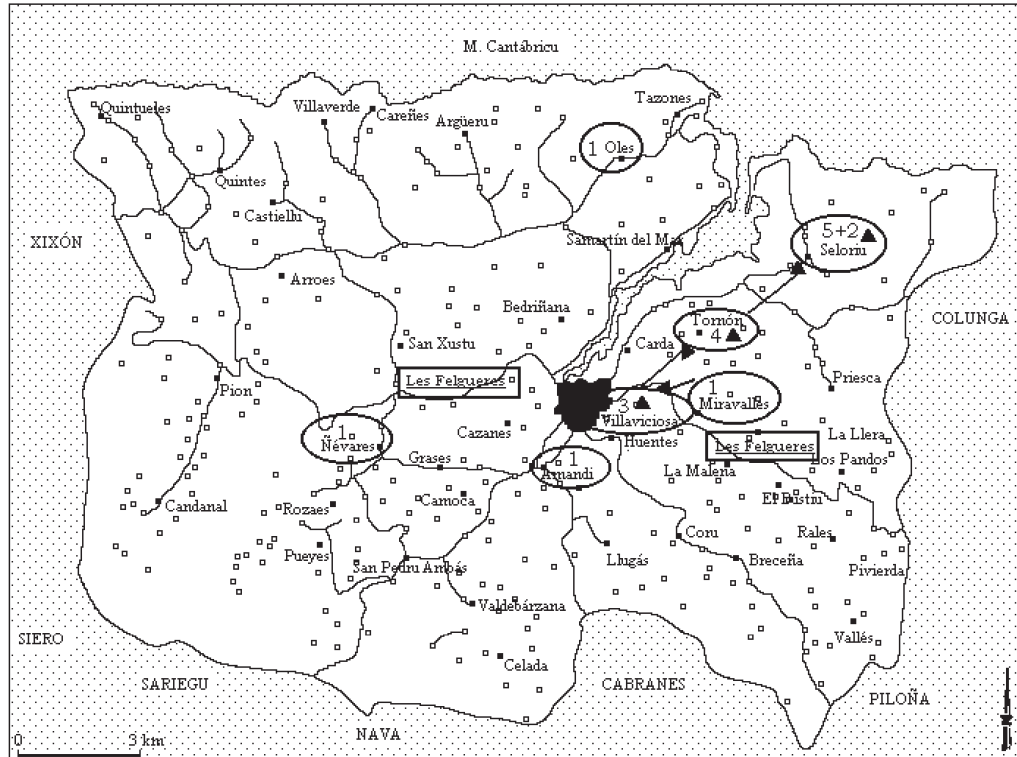 M. Cantábricu
Quintueles
Villaverde
Careñes
Argüeru
Tazones
1 Oles
Quintes
Castiellu
XIXÓN
Samartín del Mar
5+2
Seloriu
Arroes
Bedriñana
COLUNGA
Tornón
4
San Xustu
Carda
Les Felgueres
Pion
Priesca
1
Miravalles
3
Villaviciosa
1
Ñévares
Cazanes
Huentes
Les Felgueres
La Llera
Grases
1
Amandi
La Malena
Los Pandos
Candanal
Rozaes
Camoca
El Bustiu
Pueyes
San Pedru Ambás
Llugás
Coru
Breceña
Rales
Pivierda
Valdebárzana
Vallés
SIERO
Celada
SARIEGU
CABRANES
PILOÑA
NAVA
0 3 km
N